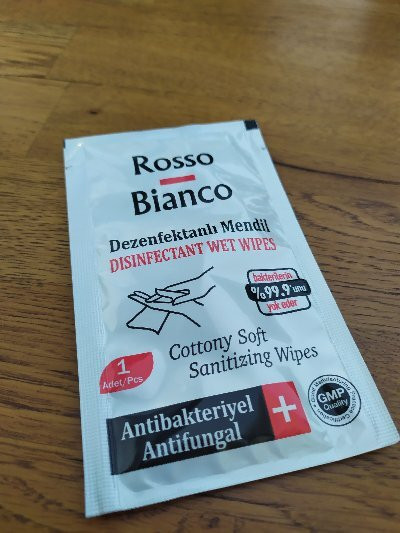 Rosso
Bianco
Dezenfektanlı Mendil
DISINFECTANT WET WIPES
bakterilerin
%99.9'unu
yok eder
Cottony Soft
Sanitizing Wipes
1
Adet/Pcs
Antibakteriyel
Antifungal
GMP
Quality